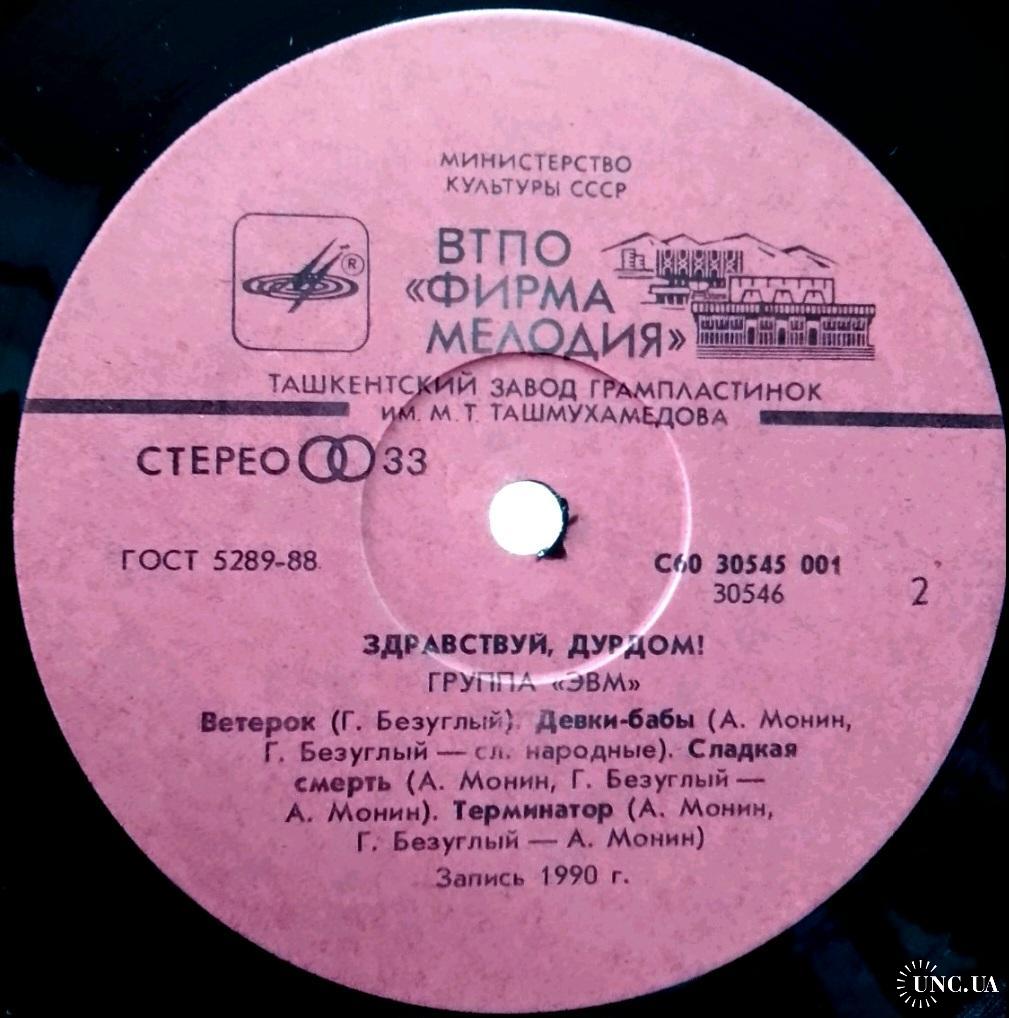 МИНИСТЕРСТВО
КУЛЬТУРЫ СССР
ВТПО
«ФИРМА
МЕЛОДИЯ»
®
ТАШКЕНТСКИЙ ЗАВОД ГРАМПЛАСТИНОК
ИМ. М. Т. ТАШМУХАМЕДОВА
СТЕРЕО 33
ГОСТ 5289-88
С60 30545 001
30546
2
ЗДРАВСТВУЙ, ДУРДОМ!
ГРУППА «ЭВМ»
Ветерок (Г. Безуглый). Девки-бабы (А. Монин,
Г. Безуглый — сл. народные). Сладкая
смерть (А. Монин, Г. Безуглый —
А. Монин). Терминатор (А. Монин,
Г. Безуглый — А. Монин)
Запись 1990 г.
UNC.UA